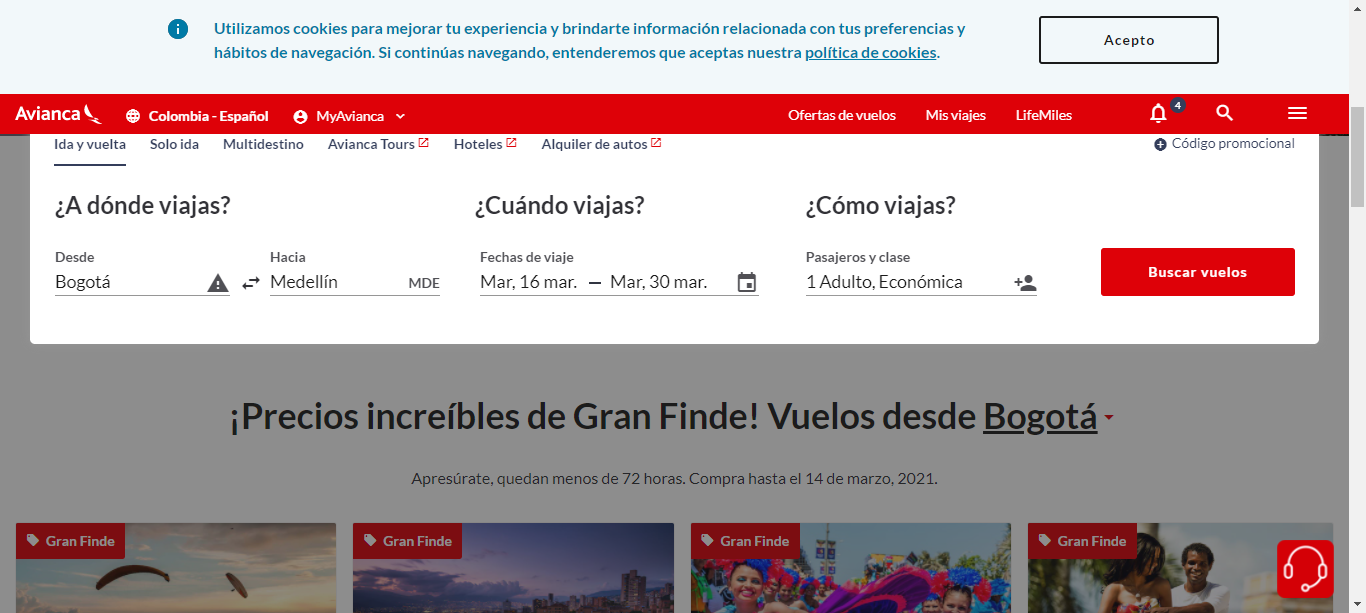 Utilizamos cookies para mejorar tu experiencia y brindarte información relacionada con tus preferencias y
hábitos de navegación. Si continúas navegando, entenderemos que aceptas nuestra política de cookies.
Acepto
Avianca
Colombia - Español
MyAvianca
Ofertas de vuelos
Mis viajes
LifeMiles
4
Ida y vuelta
Solo ida
Multidestino
Avianca Tours
Hoteles
Alquiler de autos
Código promocional
¿A dónde viajas?
¿Cuándo viajas?
¿Cómo viajas?
Desde
Hacia
Fechas de viaje
Pasajeros y clase
Bogotá
Medellín
MDE
Mar, 16 mar. — Mar, 30 mar.
1 Adulto, Económica
Buscar vuelos
¡Precios increíbles de Gran Finde! Vuelos desde Bogotá
Apresúrate, quedan menos de 72 horas. Compra hasta el 14 de marzo, 2021.
Gran Finde
Gran Finde
Gran Finde
Gran Finde